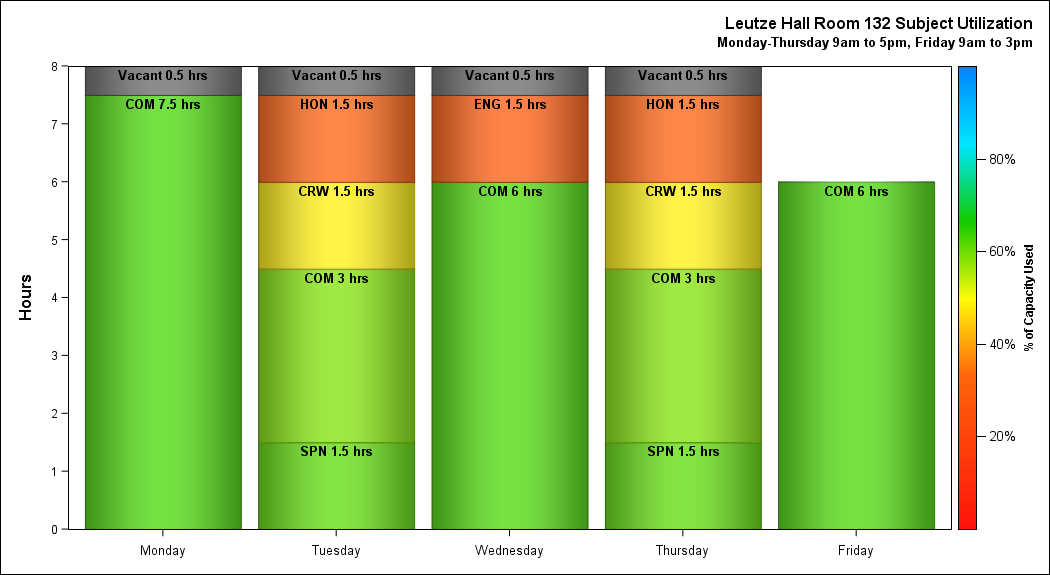 Leutze Hall Room 132 Subject Utilization
Monday-Thursday 9am to 5pm, Friday 9am to 3pm
Hours
8
7
6
5
4
3
2
1
0
Vacant 0.5 hrs
COM 7.5 hrs
Vacant 0.5 hrs
HON 1.5 hrs
CRW 1.5 hrs
COM 3 hrs
SPN 1.5 hrs
Vacant 0.5 hrs
ENG 1.5 hrs
COM 6 hrs
Vacant 0.5 hrs
HON 1.5 hrs
CRW 1.5 hrs
COM 3 hrs
SPN 1.5 hrs
COM 6 hrs
Monday
Tuesday
Wednesday
Thursday
Friday
80%
60%
40%
20%
% of Capacity Used